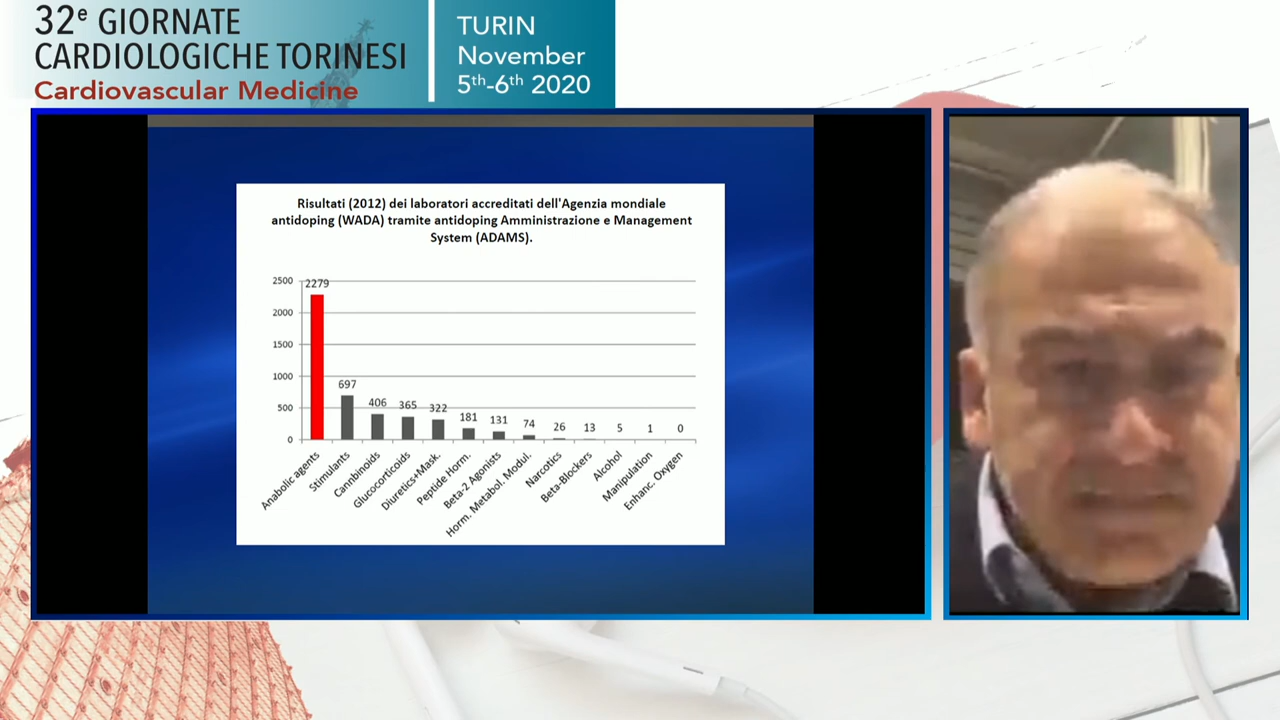 32e GIORNATE
CARDIOLOGICHE TORINESI
Cardiovascular Medicine
TURIN
November
5th-6th 2020
Risultati (2012) dei laboratori accreditati dell'Agenzia mondiale
antidoping (WADA) tramite antidoping Amministrazione e Management
System (ADAMS).
2500
2000
1500
1000
500
0
2279
697
406
365
322
181
131
74
26
13
5
1
0
Anabolic agents
Stimulants
Cannbinoids
Glucocorticoids
Diuretics+Mask.
Peptide Horm.
Beta-2 Agonists
Horm. Metabol. Modul.
Narcotics
Beta-Blockers
Alcohol
Manipulation
Enhanc. Oxygen